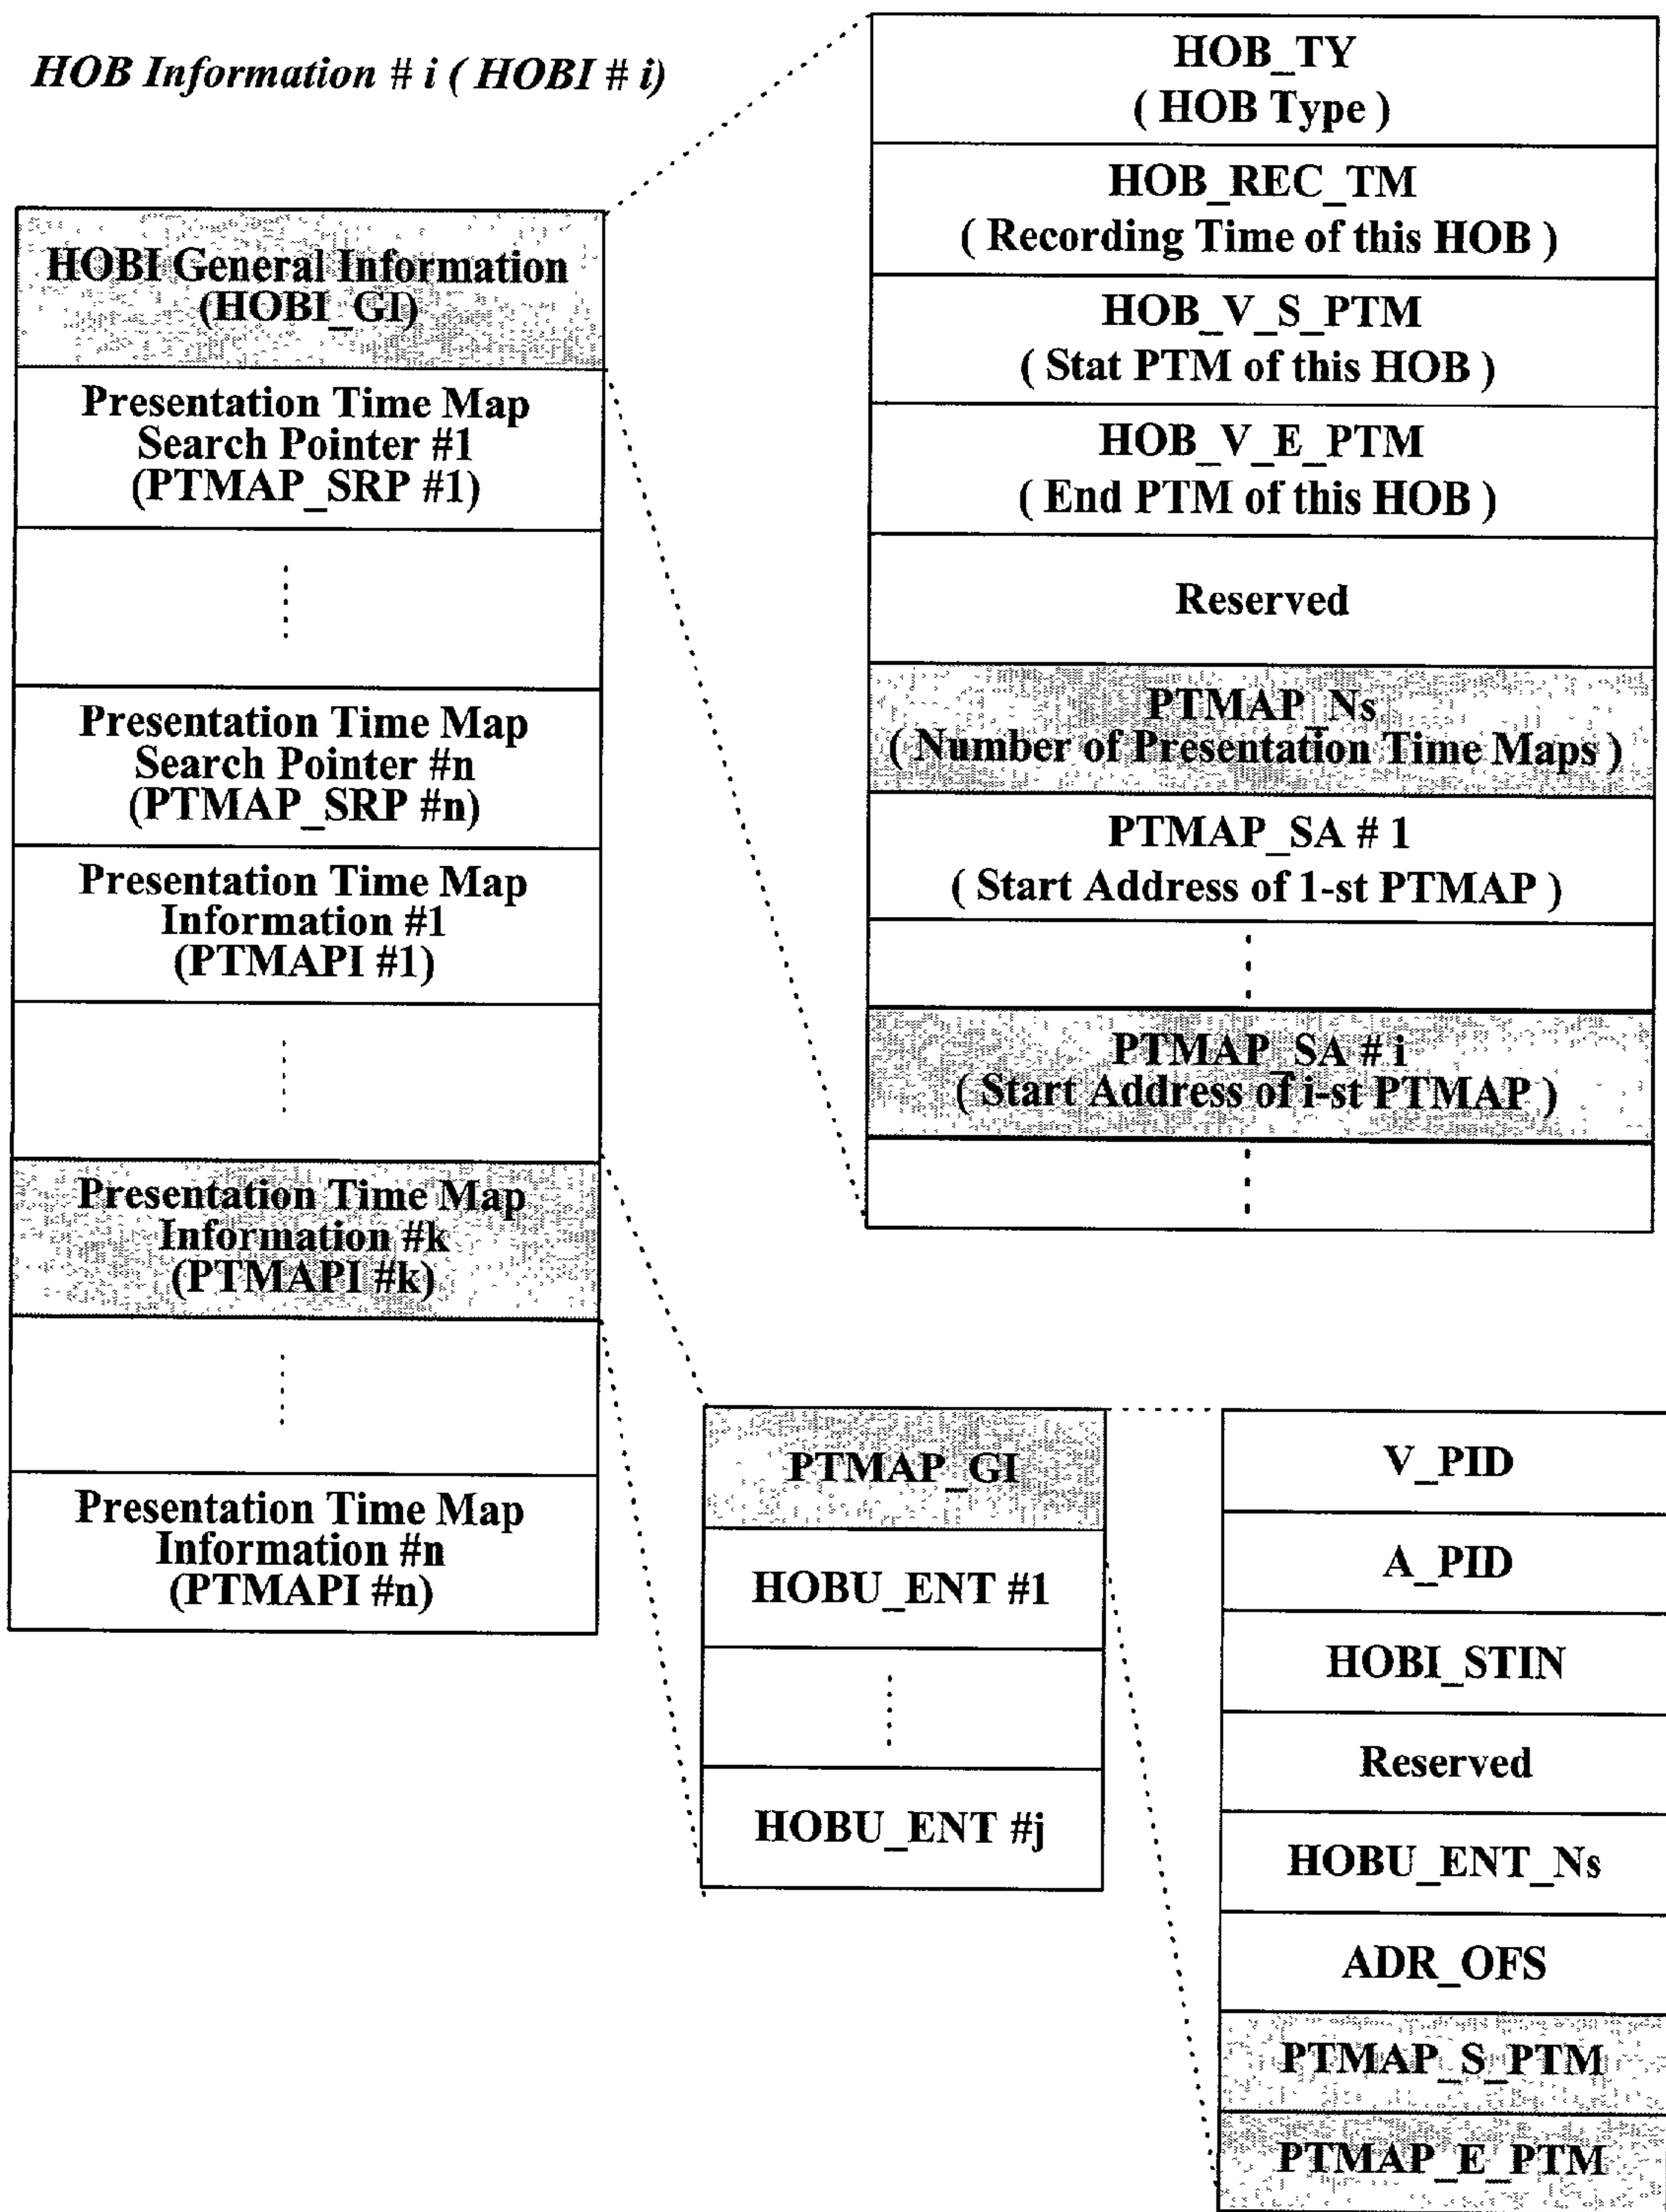 HOB Information # i ( HOBI # i)
HOBI General Information
(HOBI_GI)
Presentation Time Map
Search Pointer #1
(PTMAP_SRP #1)
Presentation Time Map
Search Pointer #n
(PTMAP_SRP #n)
Presentation Time Map
Information #1
(PTMAPI #1)
Presentation Time Map
Information #k
(PTMAPI #k)
Presentation Time Map
Information #n
(PTMAPI #n)
HOB_TY
( HOB Type )
HOB_REC_TM
( Recording Time of this HOB )
HOB_V_S_PTM
( Stat PTM of this HOB )
HOB_V_E_PTM
( End PTM of this HOB )
Reserved
PTMAP_Ns
( Number of Presentation Time Maps )
PTMAP_SA # 1
( Start Address of 1-st PTMAP )
PTMAP_SA # i
( Start Address of i-st PTMAP )
PTMAP_GI
HOBU_ENT #1
HOBU_ENT #j
V_PID
A_PID
HOBI_STIN
Reserved
HOBU_ENT_Ns
ADR_OFS
PTMAP_S_PTM
PTMAP_E_PTM